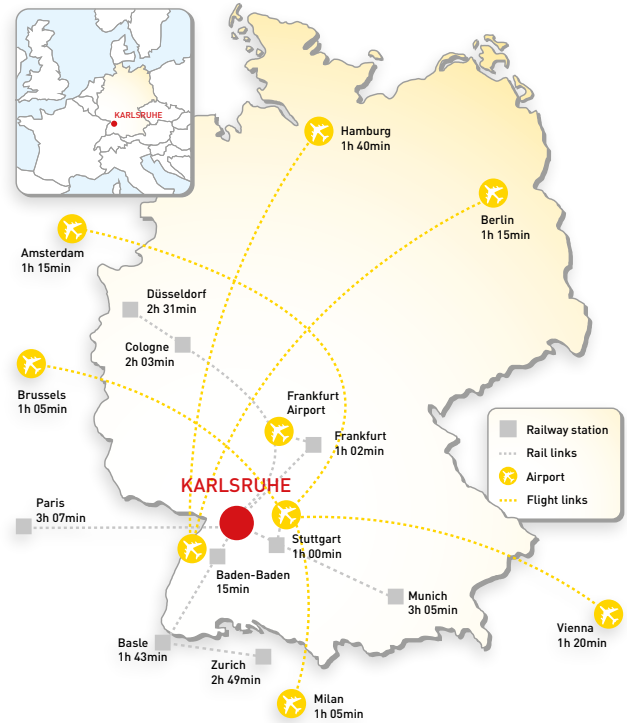 KARLSRUHE
Hamburg
1h 40min
Berlin
1h 15min
Amsterdam
1h 15min
Düsseldorf
2h 31min
Cologne
2h 03min
Brussels
1h 05min
Frankfurt
Airport
Frankfurt
1h 02min
Railway station
Rail links
Airport
Flight links
KARLSRUHE
Paris
3h 07min
Stuttgart
1h 00min
Baden-Baden
15min
Munich
3h 05min
Vienna
1h 20min
Basle
1h 43min
Zurich
2h 49min
Milan
1h 05min